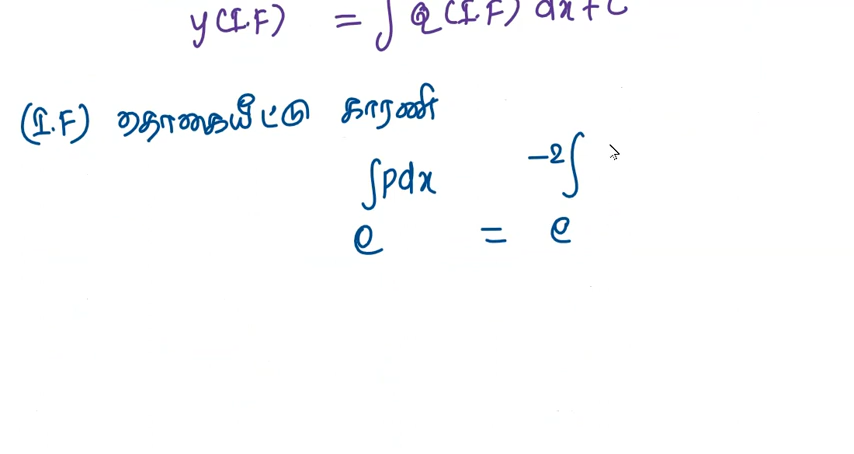 y(I.F) = ∫ Q (I.F) dx + C
(I.F) தொகையீட்டு காரணி
e^{∫pdx} = e^{-2∫